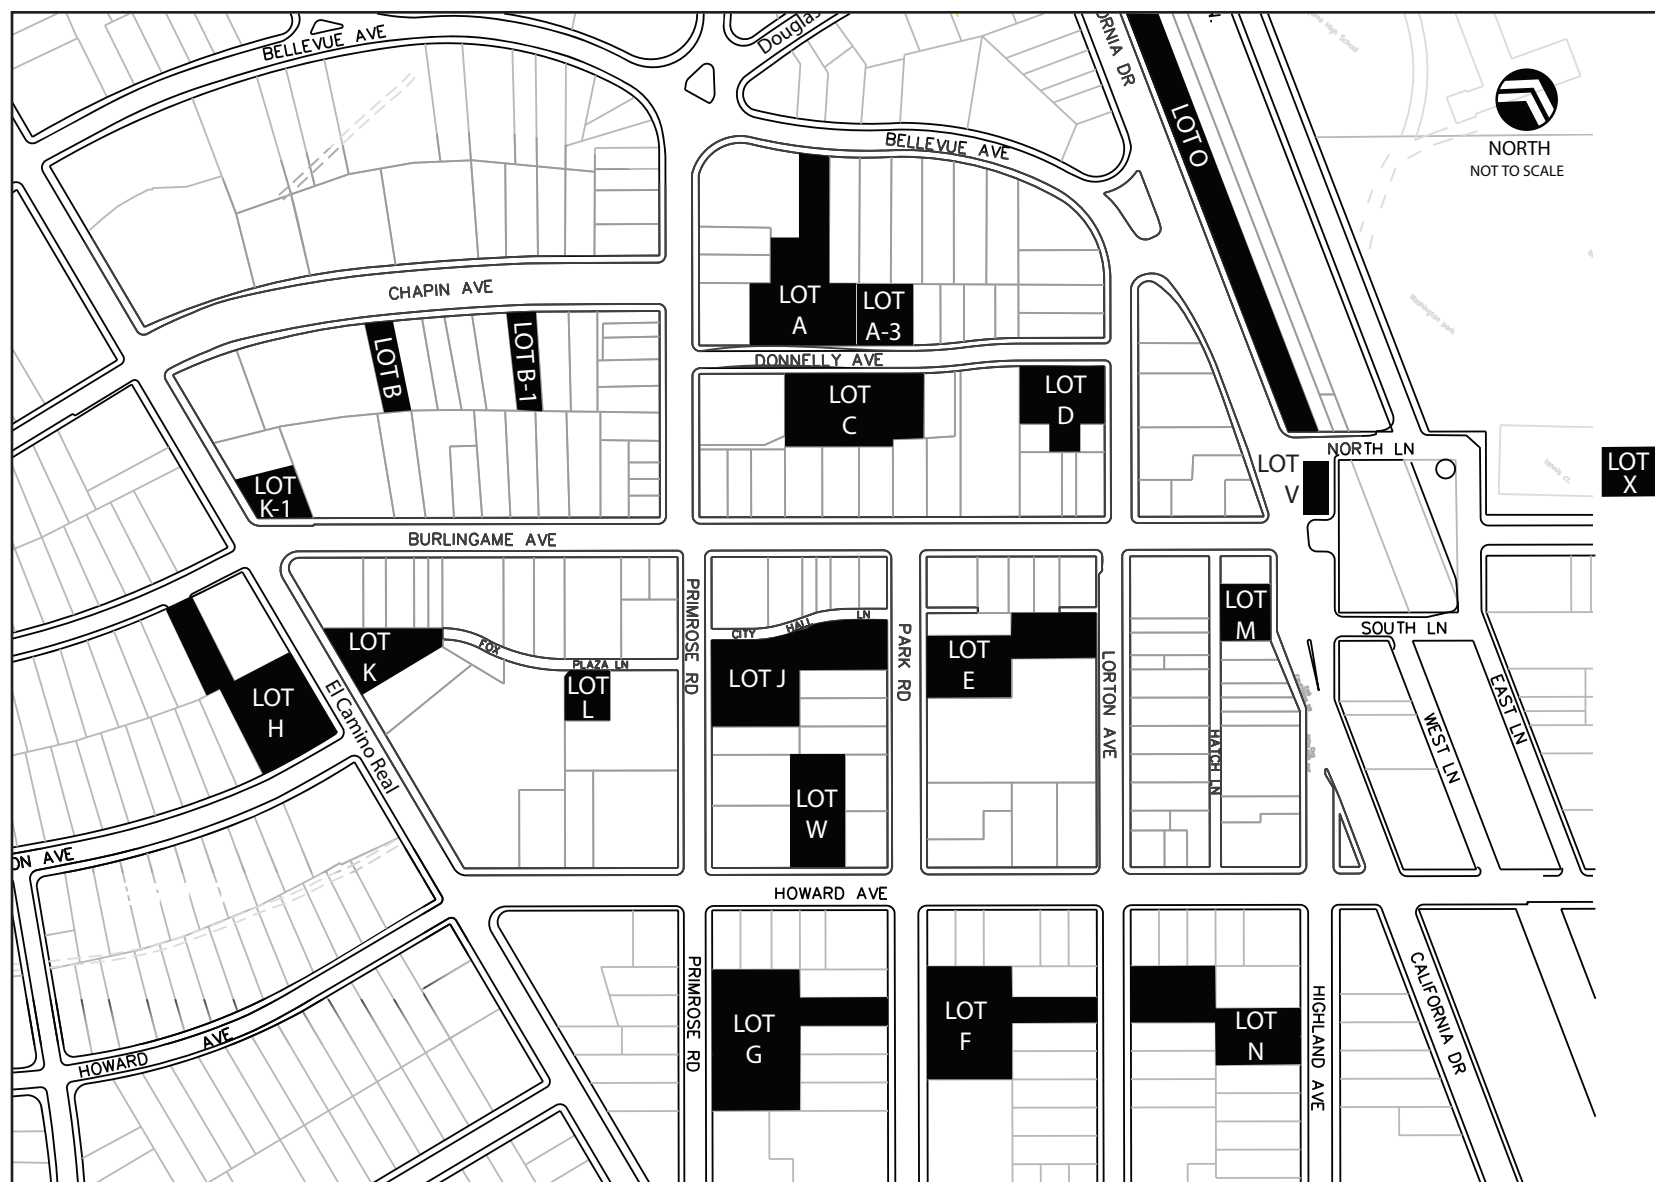 BELLEVUE AVE
Douglas
ORNIA DR
LOT O
BELLEVUE AVE
NORTH
NOT TO SCALE
CHAPIN AVE
LOT
A
LOT
A-3
Washington Park
DONNELLY AVE
LOT B
LOT B-1
LOT
C
LOT
D
NORTH LN
LOT
V
LOT
X
LOT
K-1
BURLINGAME AVE
PRIMROSE RD
CITY HALL LN
LOT
M
SOUTH LN
LOT
K
FOX PLAZA LN
LOT
L
LOT J
PARK RD
LOT
E
LORTON AVE
LOT
H
El Camino Real
HATCH LN
WEST LN
EAST LN
LOT
W
ON AVE
HOWARD AVE
PRIMROSE RD
LOT
G
LOT
F
LOT
N
HIGHLAND AVE
CALIFORNIA DR
HOWARD AVE